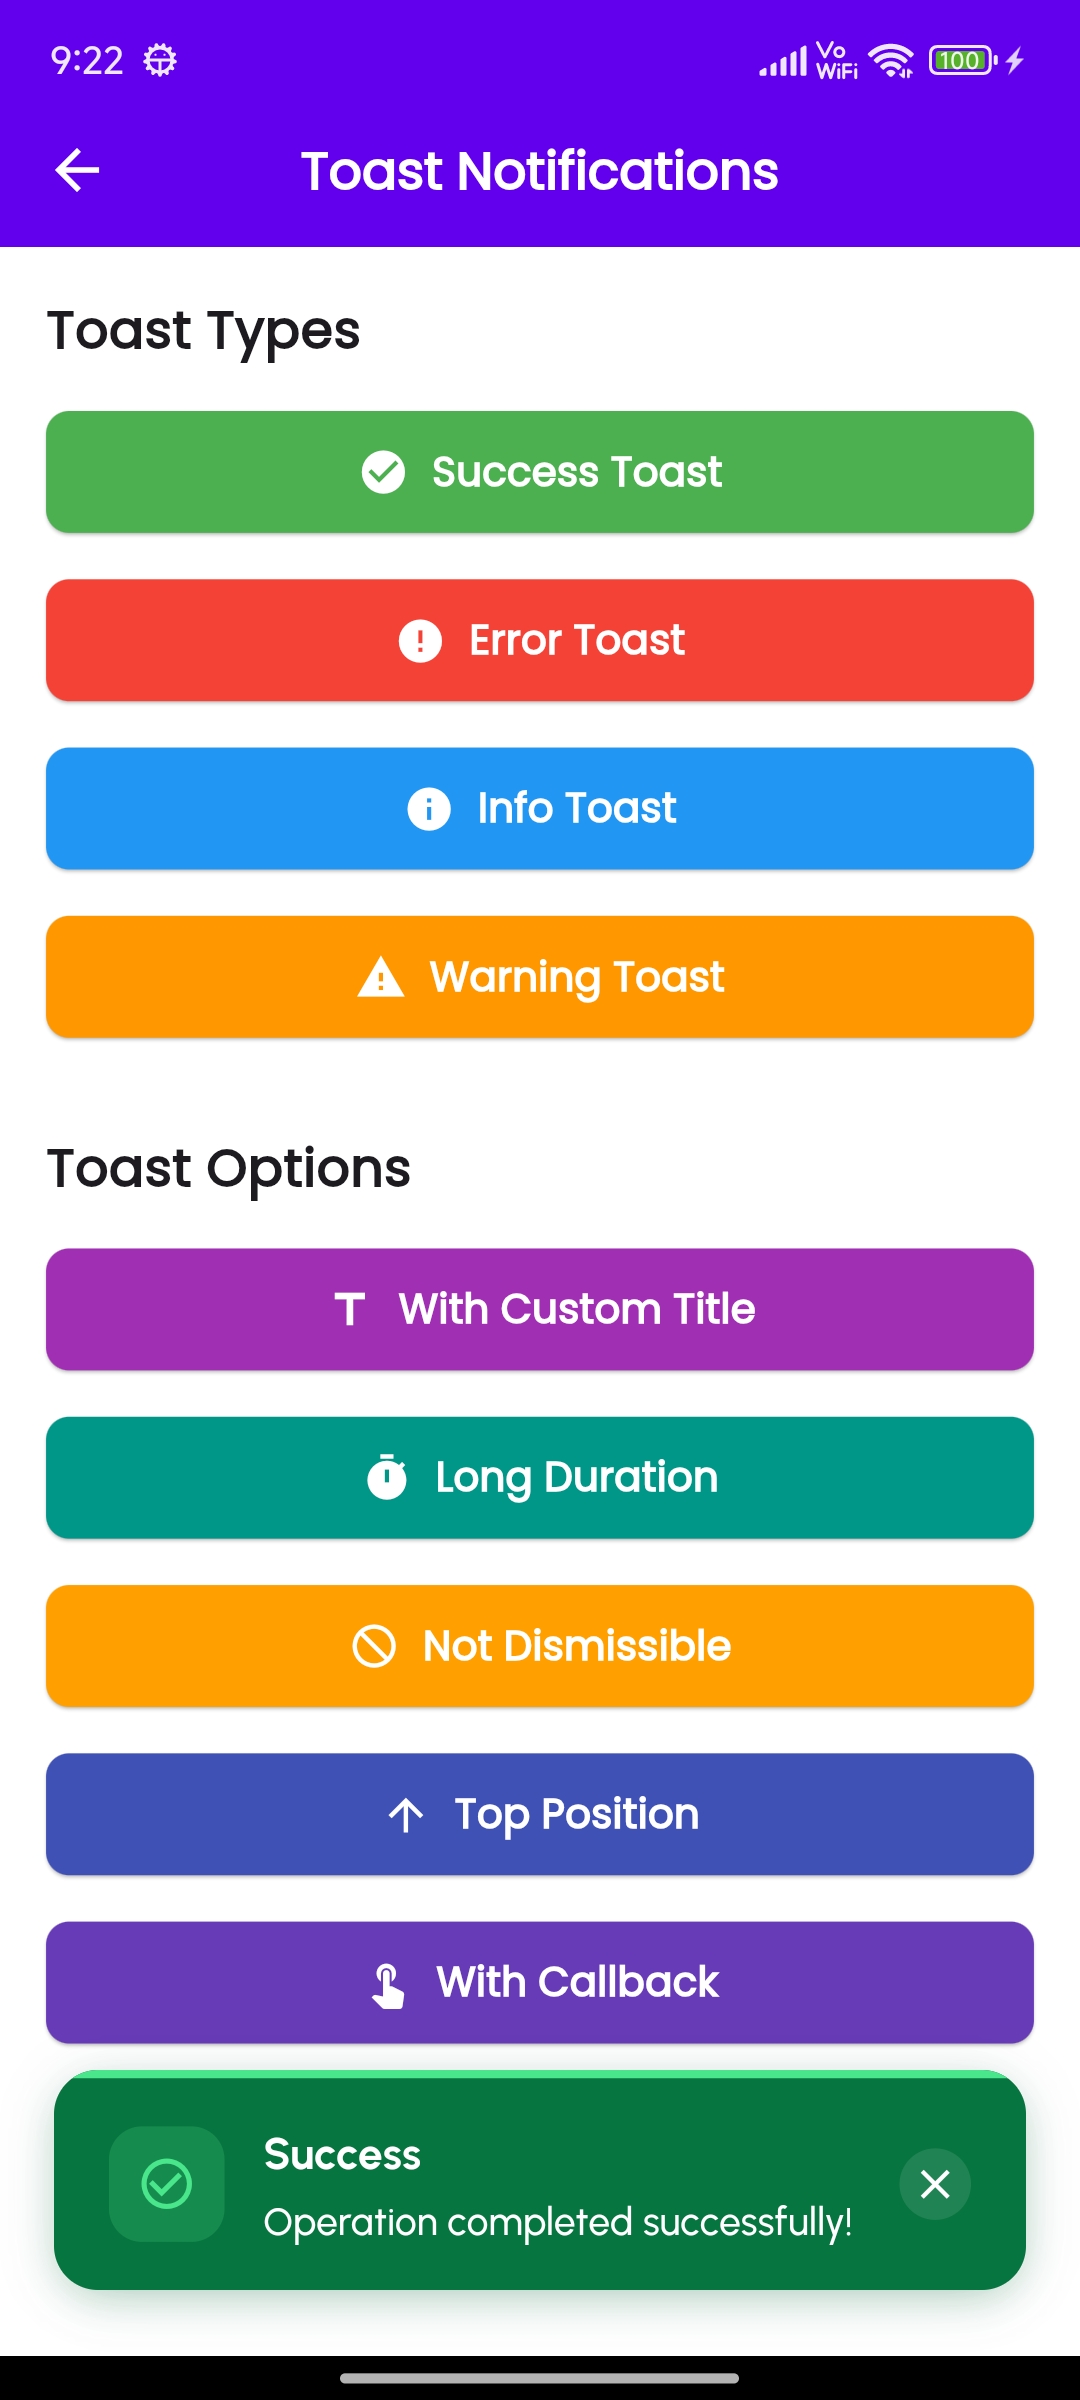 9:22
Vo
WiFi
100
Toast Notifications
Toast Types
Success Toast
Error Toast
Info Toast
Warning Toast
Toast Options
With Custom Title
Long Duration
Not Dismissible
Top Position
With Callback
Success
Operation completed successfully!